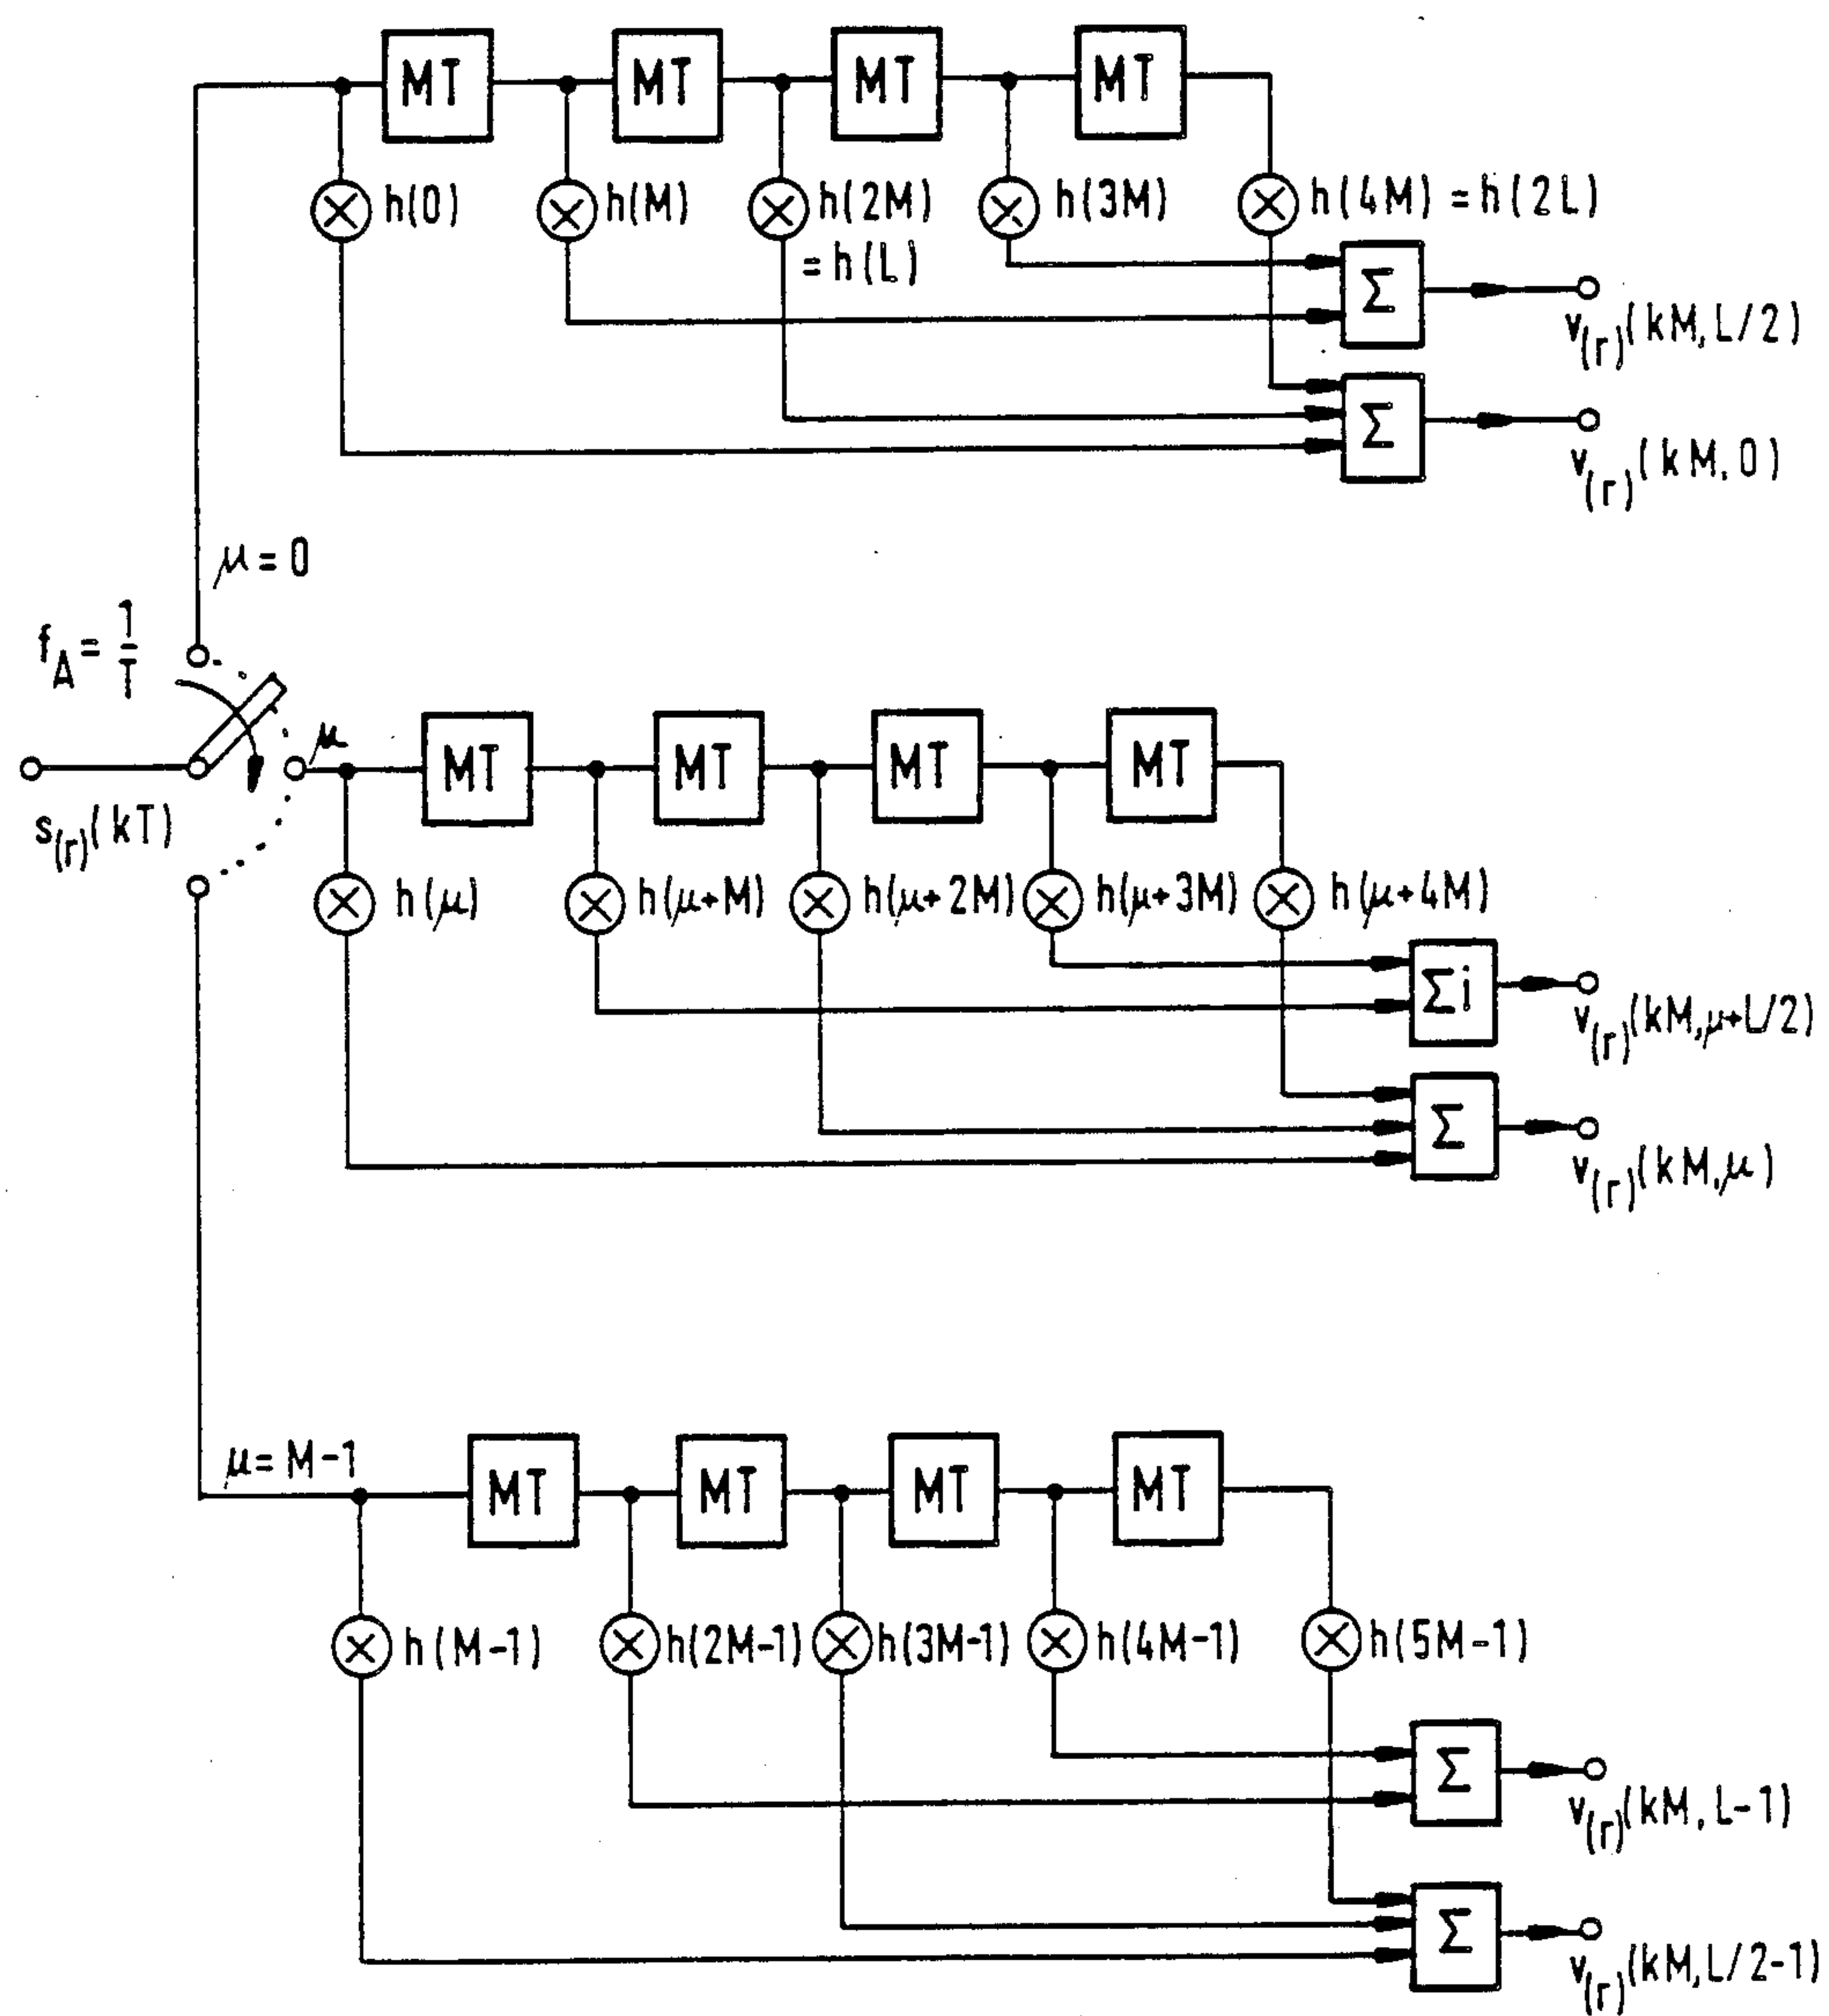 MT MT MT MT
h(0) h(M) h(2M) h(3M) h(4M) = h(2L)
= h(L)
Σ
v(r)(kM, L/2)
Σ
v(r)(kM, 0)
μ = 0
fA = 1/T
μ
MT MT MT MT
s(r)(kT)
h(μ) h(μ+M) h(μ+2M) h(μ+3M) h(μ+4M)
Σi
v(r)(kM, μ+L/2)
Σ
v(r)(kM, μ)
μ = M-1
MT MT MT MT
h(M-1) h(2M-1) h(3M-1) h(4M-1) h(5M-1)
Σ
v(r)(kM, L-1)
Σ
v(r)(kM, L/2-1)